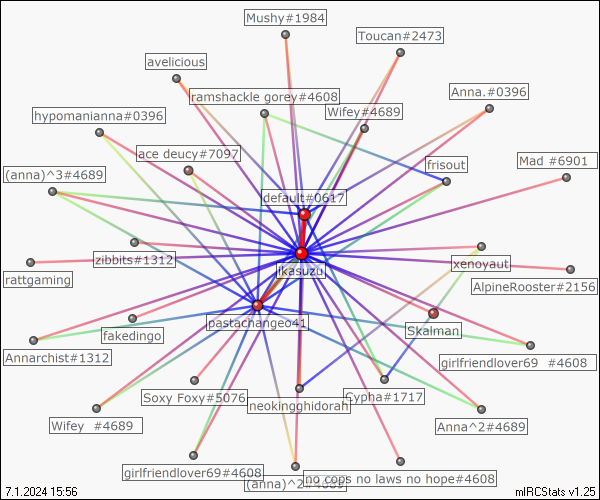 Mushy#1984
Toucan#2473
avelicious
Anna.#0396
ramshackle gorey#4608
Wifey#4689
hypomanianna#0396
ace deucy#7097
Mad #6901
frisout
(anna)^3#4689
default#0617
zibbits#1312
xenoyaut
ikasuzu
rattgaming
AlpineRooster#2156
pastachangeo41
fakedingo
Skalman
Annarchist#1312
girlfriendlover69 #4608
Soxy Foxy#5076
Cypha#1717
neokingghidorah
Wifey #4689
Anna^2#4689
girlfriendlover69#4608
no cops no laws no hope#4608
(anna)^2#4689
7.1.2024 15:56
mIRCStats v1.25